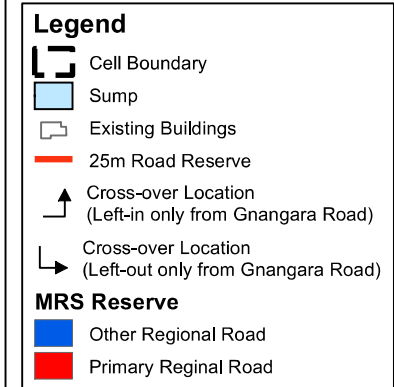 Legend
Cell Boundary
Sump
Existing Buildings
25m Road Reserve
Cross-over Location
(Left-in only from Gnangara Road)
Cross-over Location
(Left-out only from Gnangara Road)
MRS Reserve
Other Regional Road
Primary Reginal Road